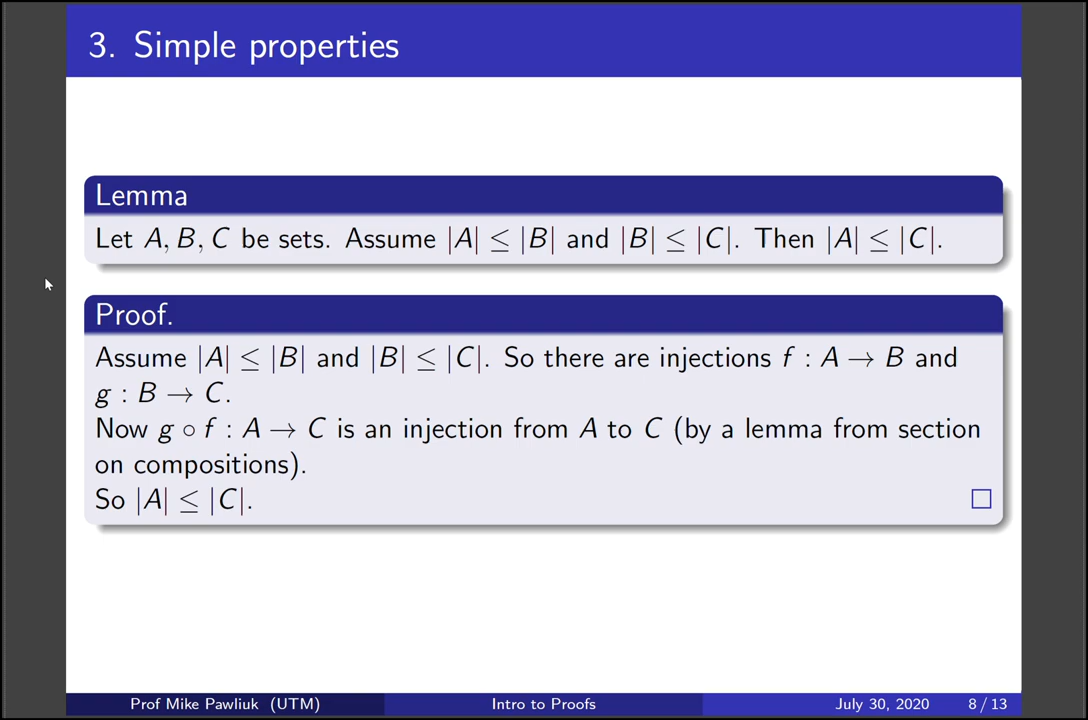 3. Simple properties
Lemma
Let A, B, C be sets. Assume |A| ≤ |B| and |B| ≤ |C|. Then |A| ≤ |C|.
Proof.
Assume |A| ≤ |B| and |B| ≤ |C|. So there are injections f : A → B and
g : B → C.
Now g ∘ f : A → C is an injection from A to C (by a lemma from section
on compositions).
So |A| ≤ |C|. □
Prof Mike Pawliuk (UTM) Intro to Proofs July 30, 2020 8 / 13